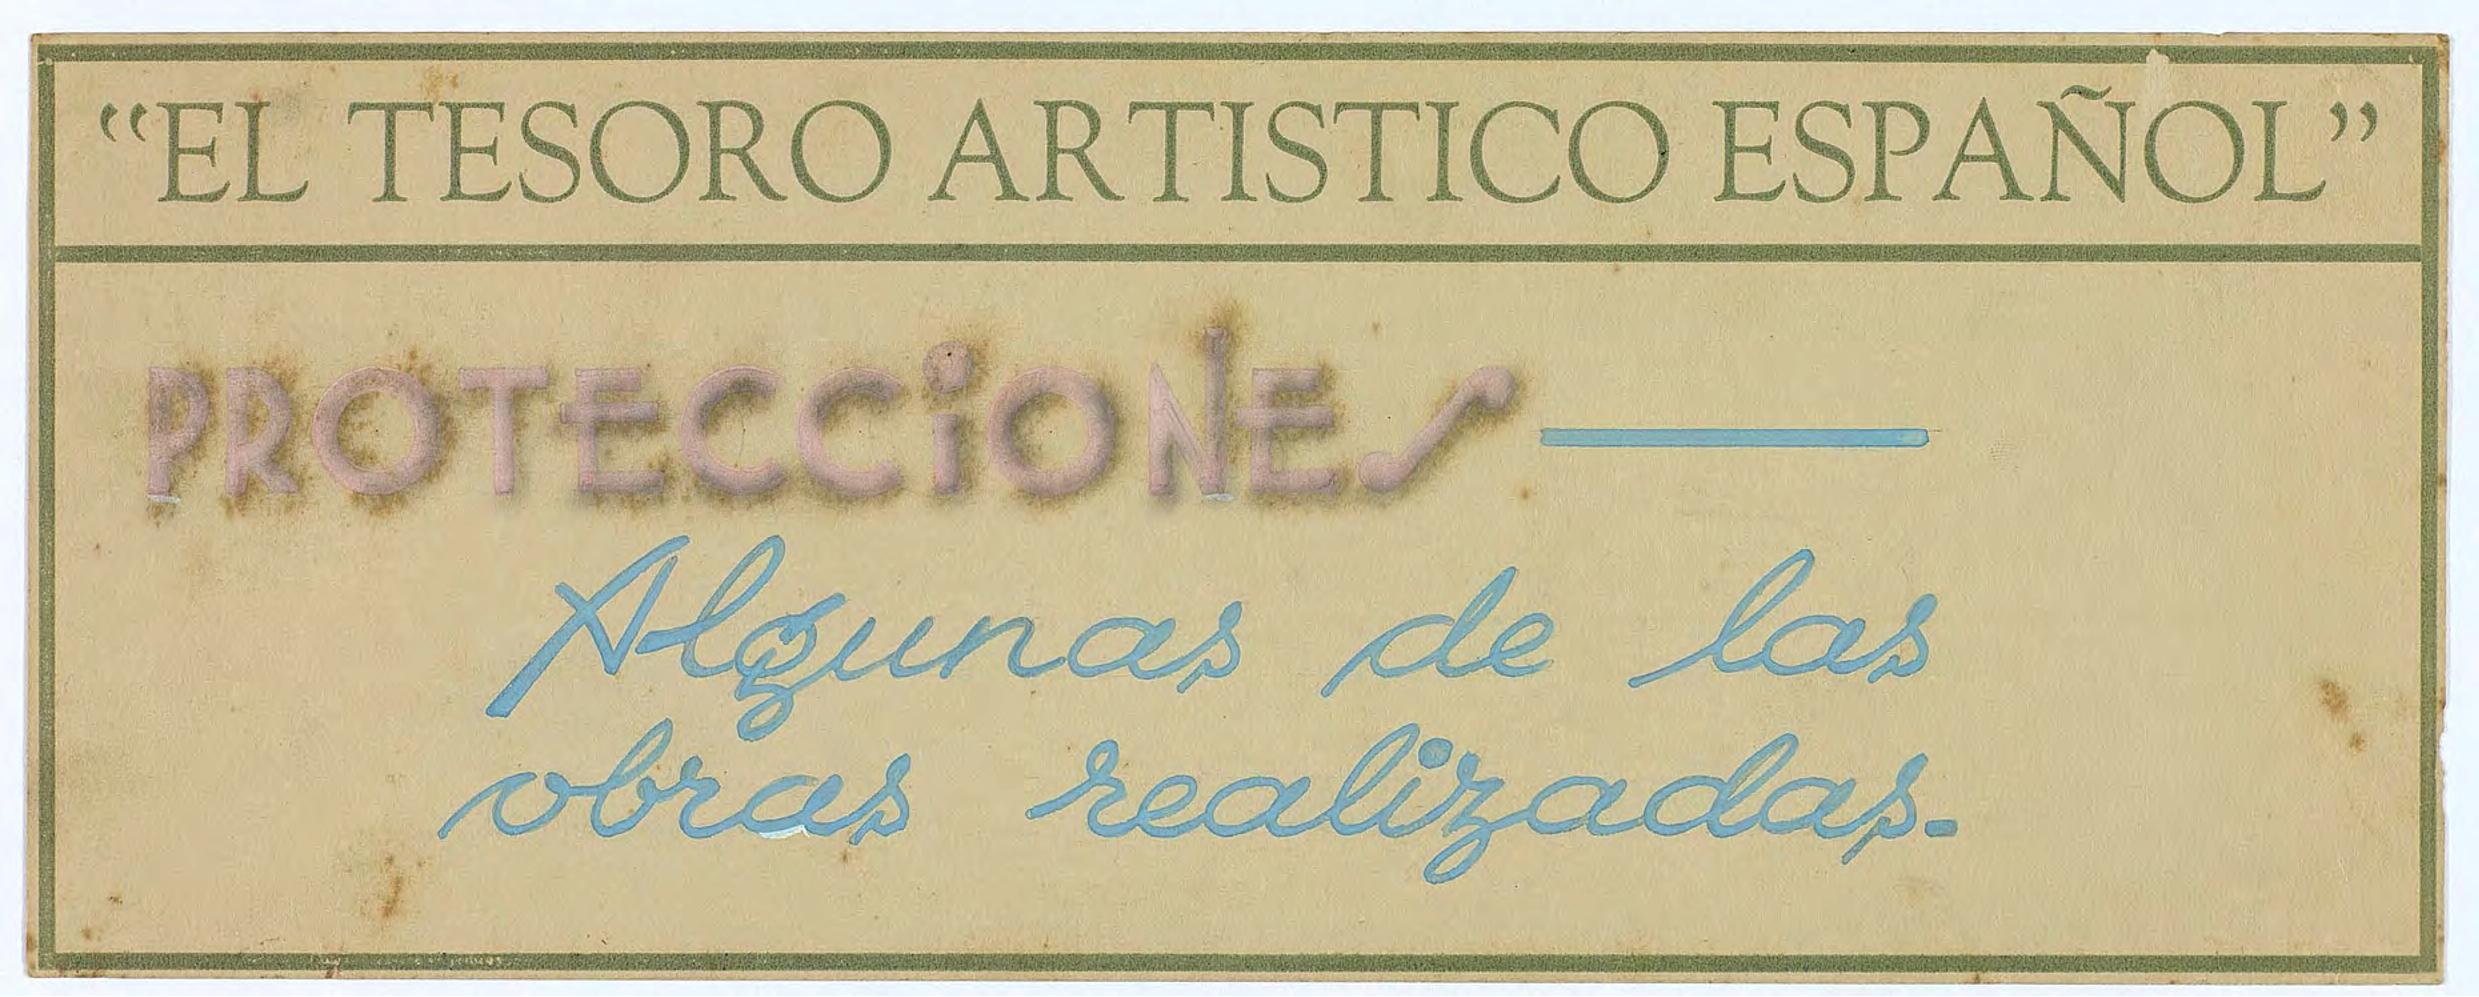 “EL TESORO ARTISTICO ESPAÑOL”
PROTECCiONES
Algunas de las
obras realizadas.